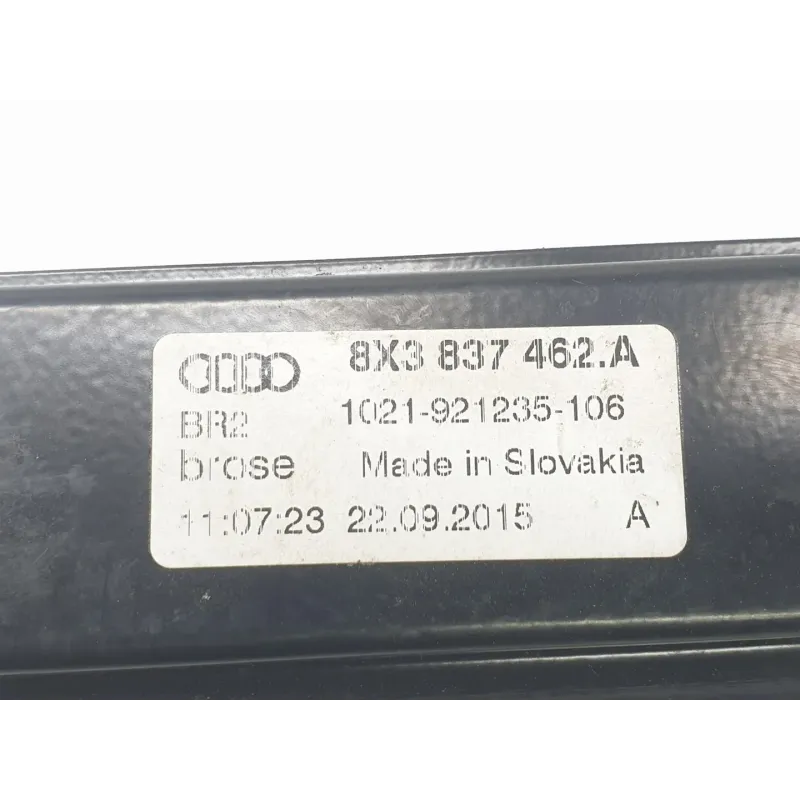 8X3 837 462.A
BR2 1021-921235-106
brose Made in Slovakia
11:07:23 22.09.2015 A